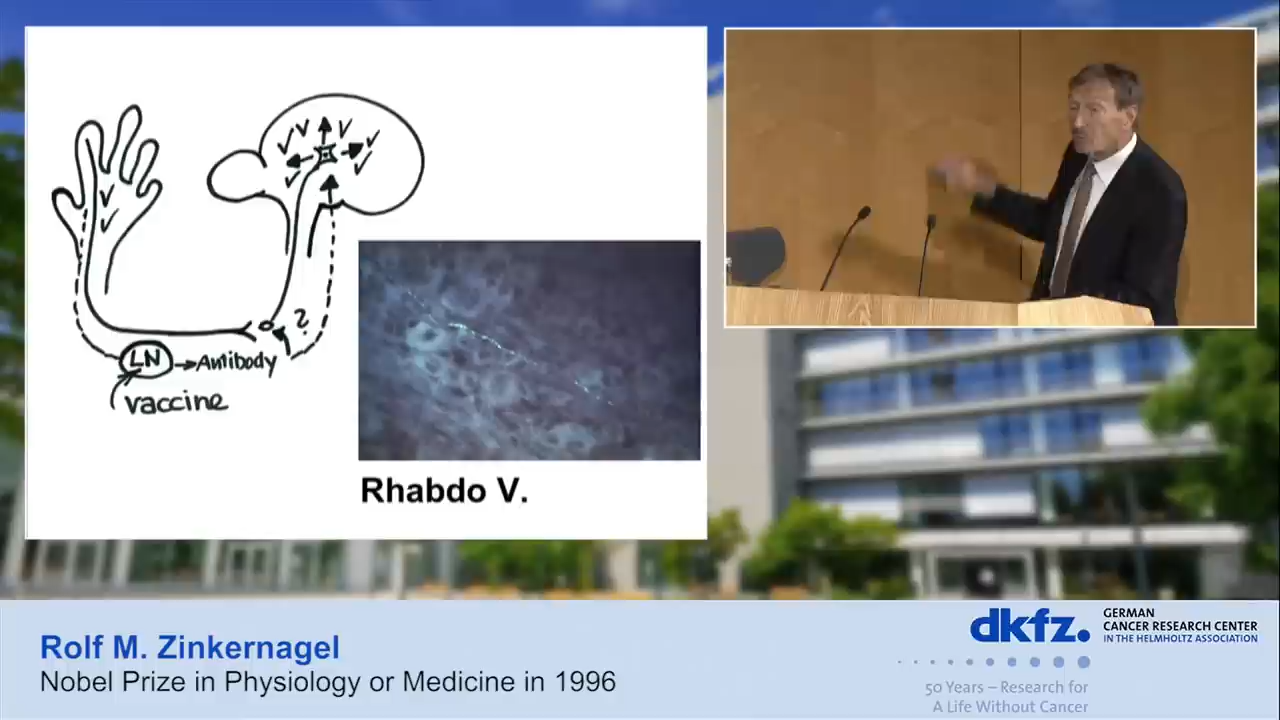 LN → Antibody
vaccine
?
Rhabdo V.
Rolf M. Zinkernagel
Nobel Prize in Physiology or Medicine in 1996
dkfz.
GERMAN
CANCER RESEARCH CENTER
IN THE HELMHOLTZ ASSOCIATION
50 Years – Research for
A Life Without Cancer